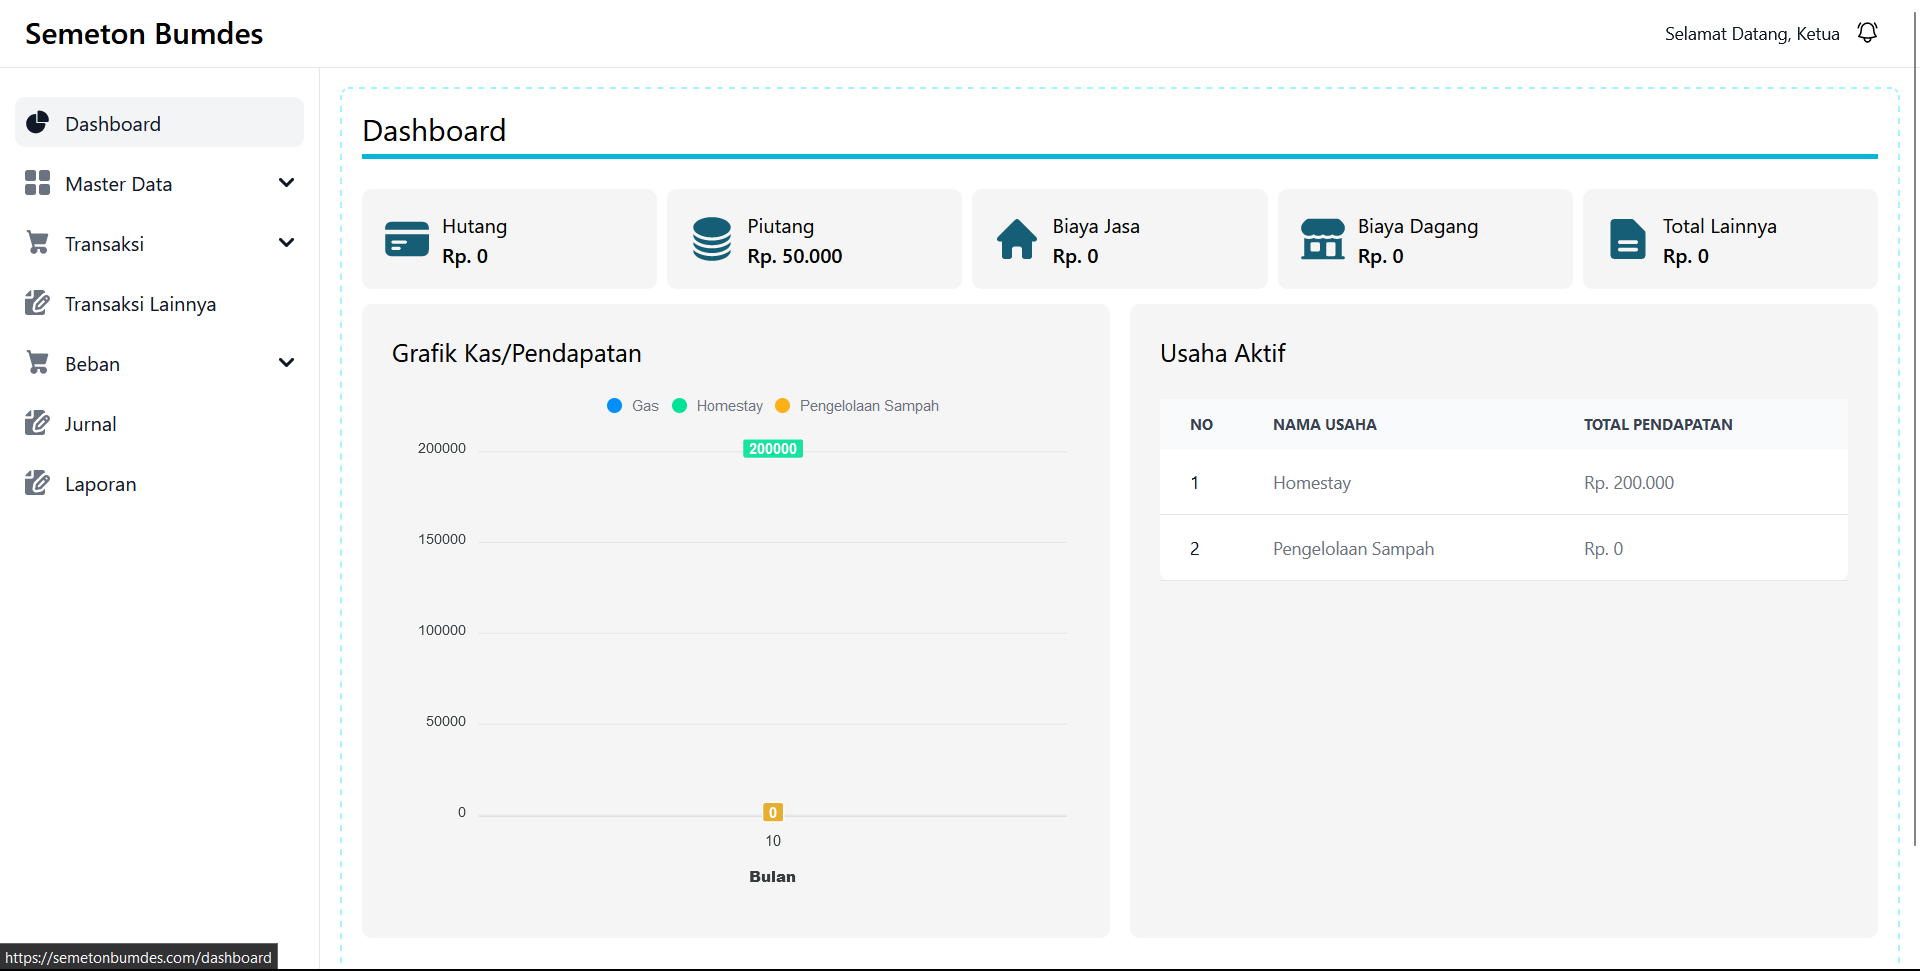 Semeton Bumdes
Selamat Datang, Ketua
Dashboard
Master Data
Transaksi
Transaksi Lainnya
Beban
Jurnal
Laporan
Dashboard
Hutang
Rp. 0
Piutang
Rp. 50.000
Biaya Jasa
Rp. 0
Biaya Dagang
Rp. 0
Total Lainnya
Rp. 0
Grafik Kas/Pendapatan
Gas Homestay Pengelolaan Sampah
200000
200000
150000
100000
50000
0
0
10
Bulan
Usaha Aktif
NO NAMA USAHA TOTAL PENDAPATAN
1 Homestay Rp. 200.000
2 Pengelolaan Sampah Rp. 0
https://semetonbumdes.com/dashboard